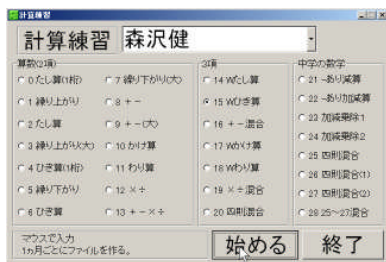 計算練習
計算練習 森沢健
算数(2項)
0 たし算(1桁)
1 繰り上がり
2 たし算
3 繰り上がり(大)
4 ひき算(1桁)
5 繰り下がり
6 ひき算
7 繰り下がり(大)
8 + -
9 + -(大)
10 かけ算
11 わり算
12 × ÷
13 + - × ÷
3項
14 Wたし算
15 Wひき算
16 + - 混合
17 Wかけ算
18 Wわり算
19 × ÷ 混合
20 四則混合
中学の数学
21 -あり減算
22 -あり加減算
23 加減乗除1
24 加減乗除2
25 四則混合
26 四則混合(1)
27 四則混合(2)
28 25~27混合
マウスで入力
1ヵ月ごとにファイルを作る。
始める
終了